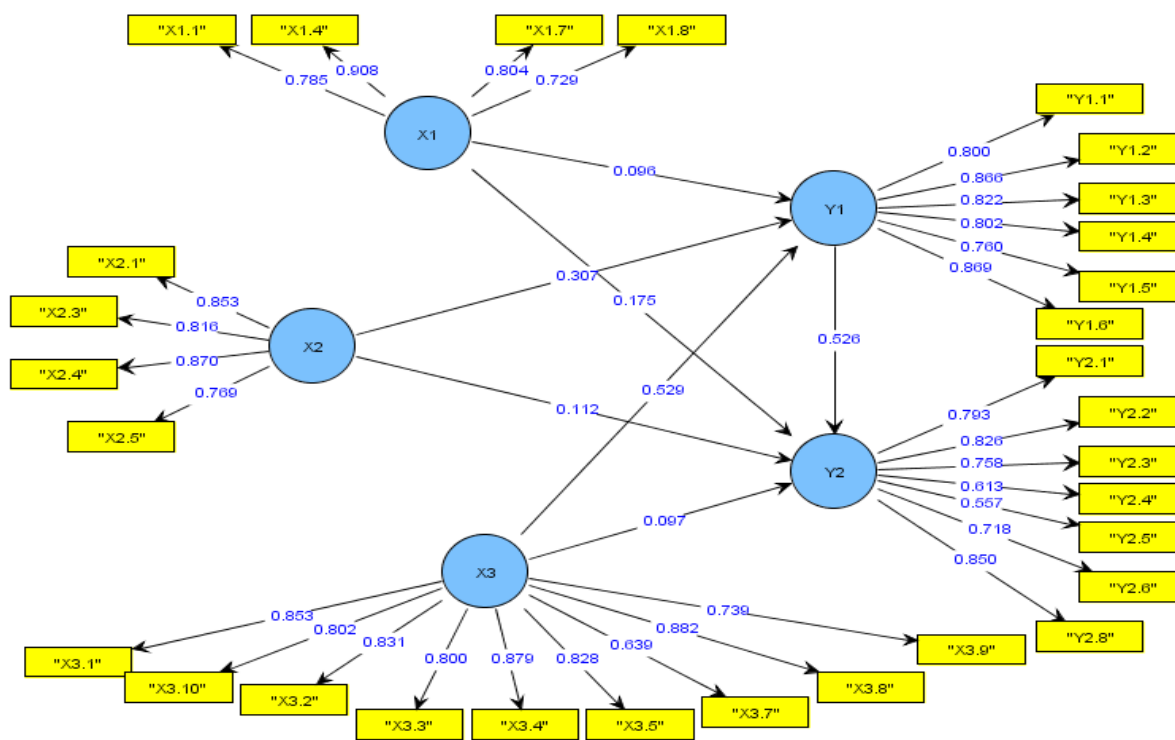 "X1.1"
"X1.4"
"X1.7"
"X1.8"
0.785
0.908
0.804
0.729
X1
"Y1.1"
"Y1.2"
"Y1.3"
"Y1.4"
"Y1.5"
"Y1.6"
0.800
0.866
0.822
0.802
0.760
0.869
Y1
0.096
0.307
0.175
0.529
0.526
0.112
0.097
"X2.1"
"X2.3"
"X2.4"
"X2.5"
0.853
0.816
0.870
0.769
X2
"Y2.1"
"Y2.2"
"Y2.3"
"Y2.4"
"Y2.5"
"Y2.6"
"Y2.8"
0.793
0.826
0.758
0.613
0.557
0.718
0.850
Y2
X3
0.853
0.802
0.831
0.800
0.879
0.828
0.639
0.882
0.739
"X3.1"
"X3.10"
"X3.2"
"X3.3"
"X3.4"
"X3.5"
"X3.7"
"X3.8"
"X3.9"